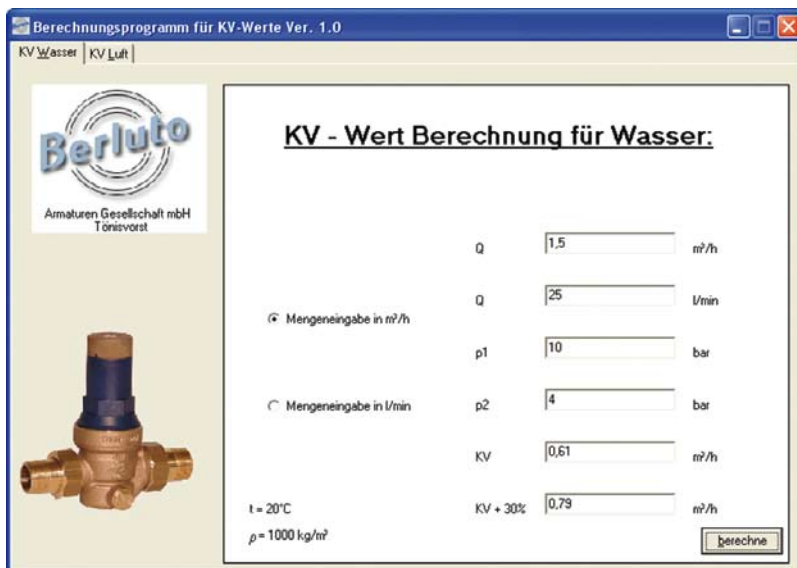 Berechnungsprogramm für KV-Werte Ver. 1.0
KV Wasser KV Luft
Berluto
Armaturen Gesellschaft mbH
Tönisvorst
KV - Wert Berechnung für Wasser:
Q 1,5 m³/h
Q 25 l/min
Mengeneingabe in m³/h
p1 10 bar
Mengeneingabe in l/min p2 4 bar
KV 0,61 m³/h
t = 20°C KV + 30% 0,79 m³/h
ρ = 1000 kg/m³
berechne